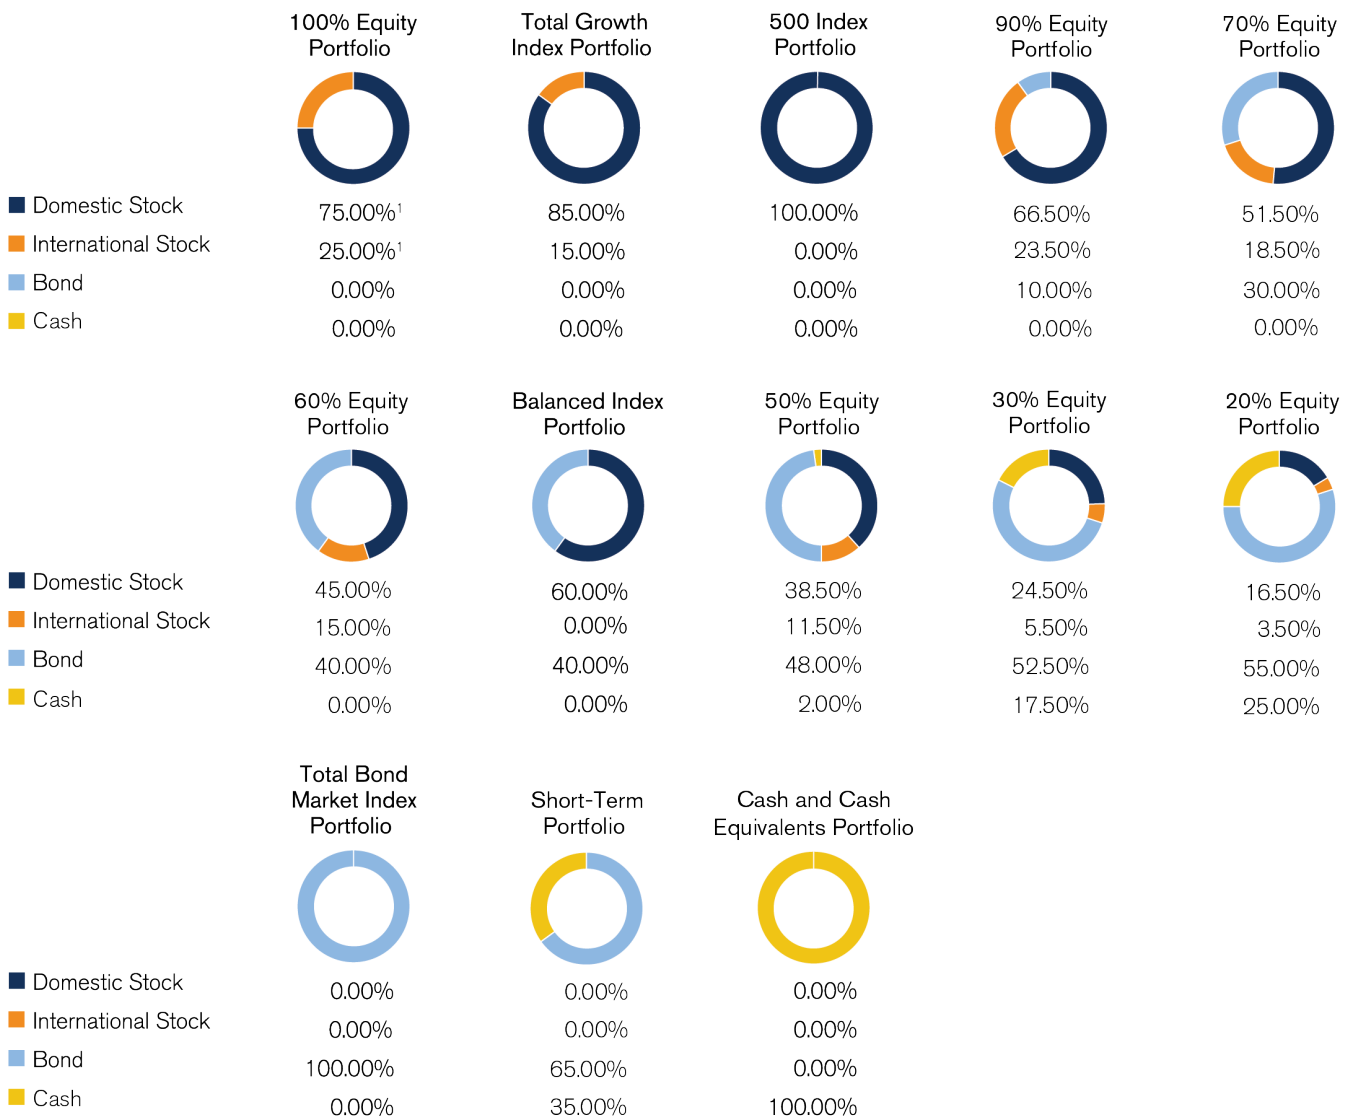 100% Equity Portfolio
Total Growth Index Portfolio
500 Index Portfolio
90% Equity Portfolio
70% Equity Portfolio
Domestic Stock 75.00%¹ 85.00% 100.00% 66.50% 51.50%
International Stock 25.00%¹ 15.00% 0.00% 23.50% 18.50%
Bond 0.00% 0.00% 0.00% 10.00% 30.00%
Cash 0.00% 0.00% 0.00% 0.00% 0.00%
60% Equity Portfolio
Balanced Index Portfolio
50% Equity Portfolio
30% Equity Portfolio
20% Equity Portfolio
Domestic Stock 45.00% 60.00% 38.50% 24.50% 16.50%
International Stock 15.00% 0.00% 11.50% 5.50% 3.50%
Bond 40.00% 40.00% 48.00% 52.50% 55.00%
Cash 0.00% 0.00% 2.00% 17.50% 25.00%
Total Bond Market Index Portfolio
Short-Term Portfolio
Cash and Cash Equivalents Portfolio
Domestic Stock 0.00% 0.00% 0.00%
International Stock 0.00% 0.00% 0.00%
Bond 100.00% 65.00% 0.00%
Cash 0.00% 35.00% 100.00%